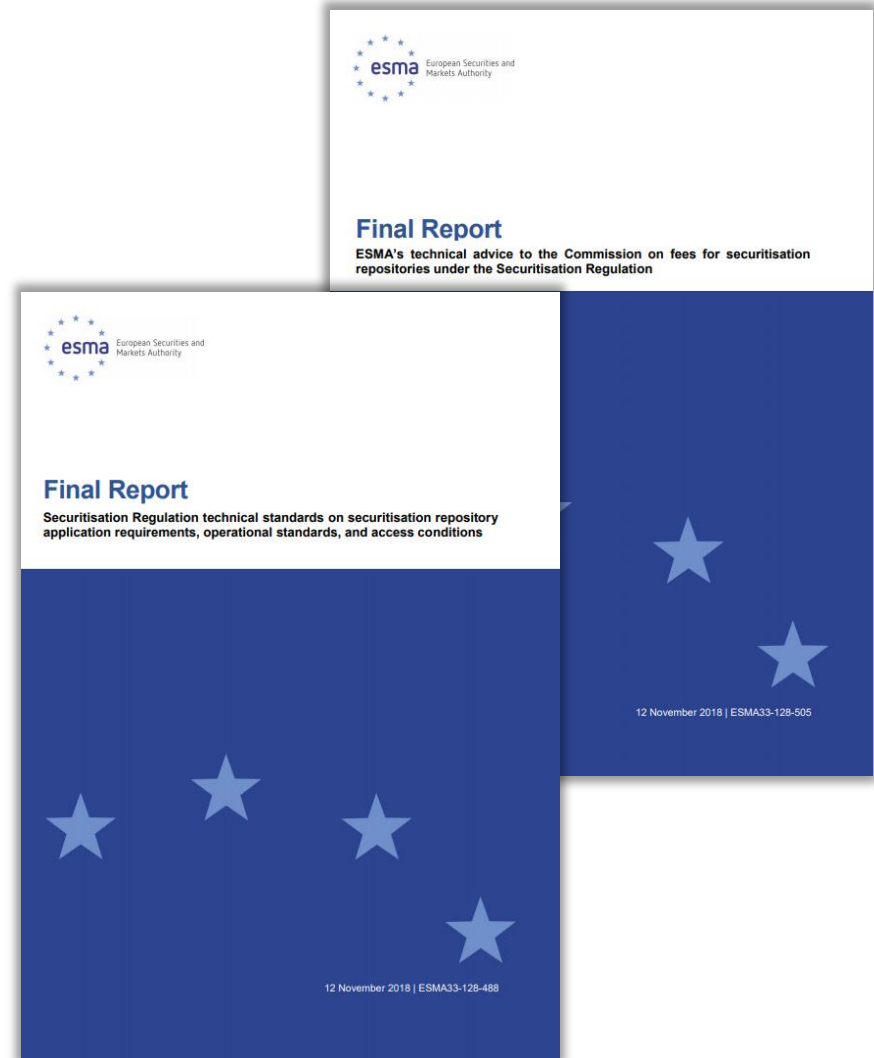 esma
European Securities and
Markets Authority
Final Report
ESMA's technical advice to the Commission on fees for securitisation
repositories under the Securitisation Regulation
12 November 2018 | ESMA33-128-505
esma
European Securities and
Markets Authority
Final Report
Securitisation Regulation technical standards on securitisation repository
application requirements, operational standards, and access conditions
12 November 2018 | ESMA33-128-488